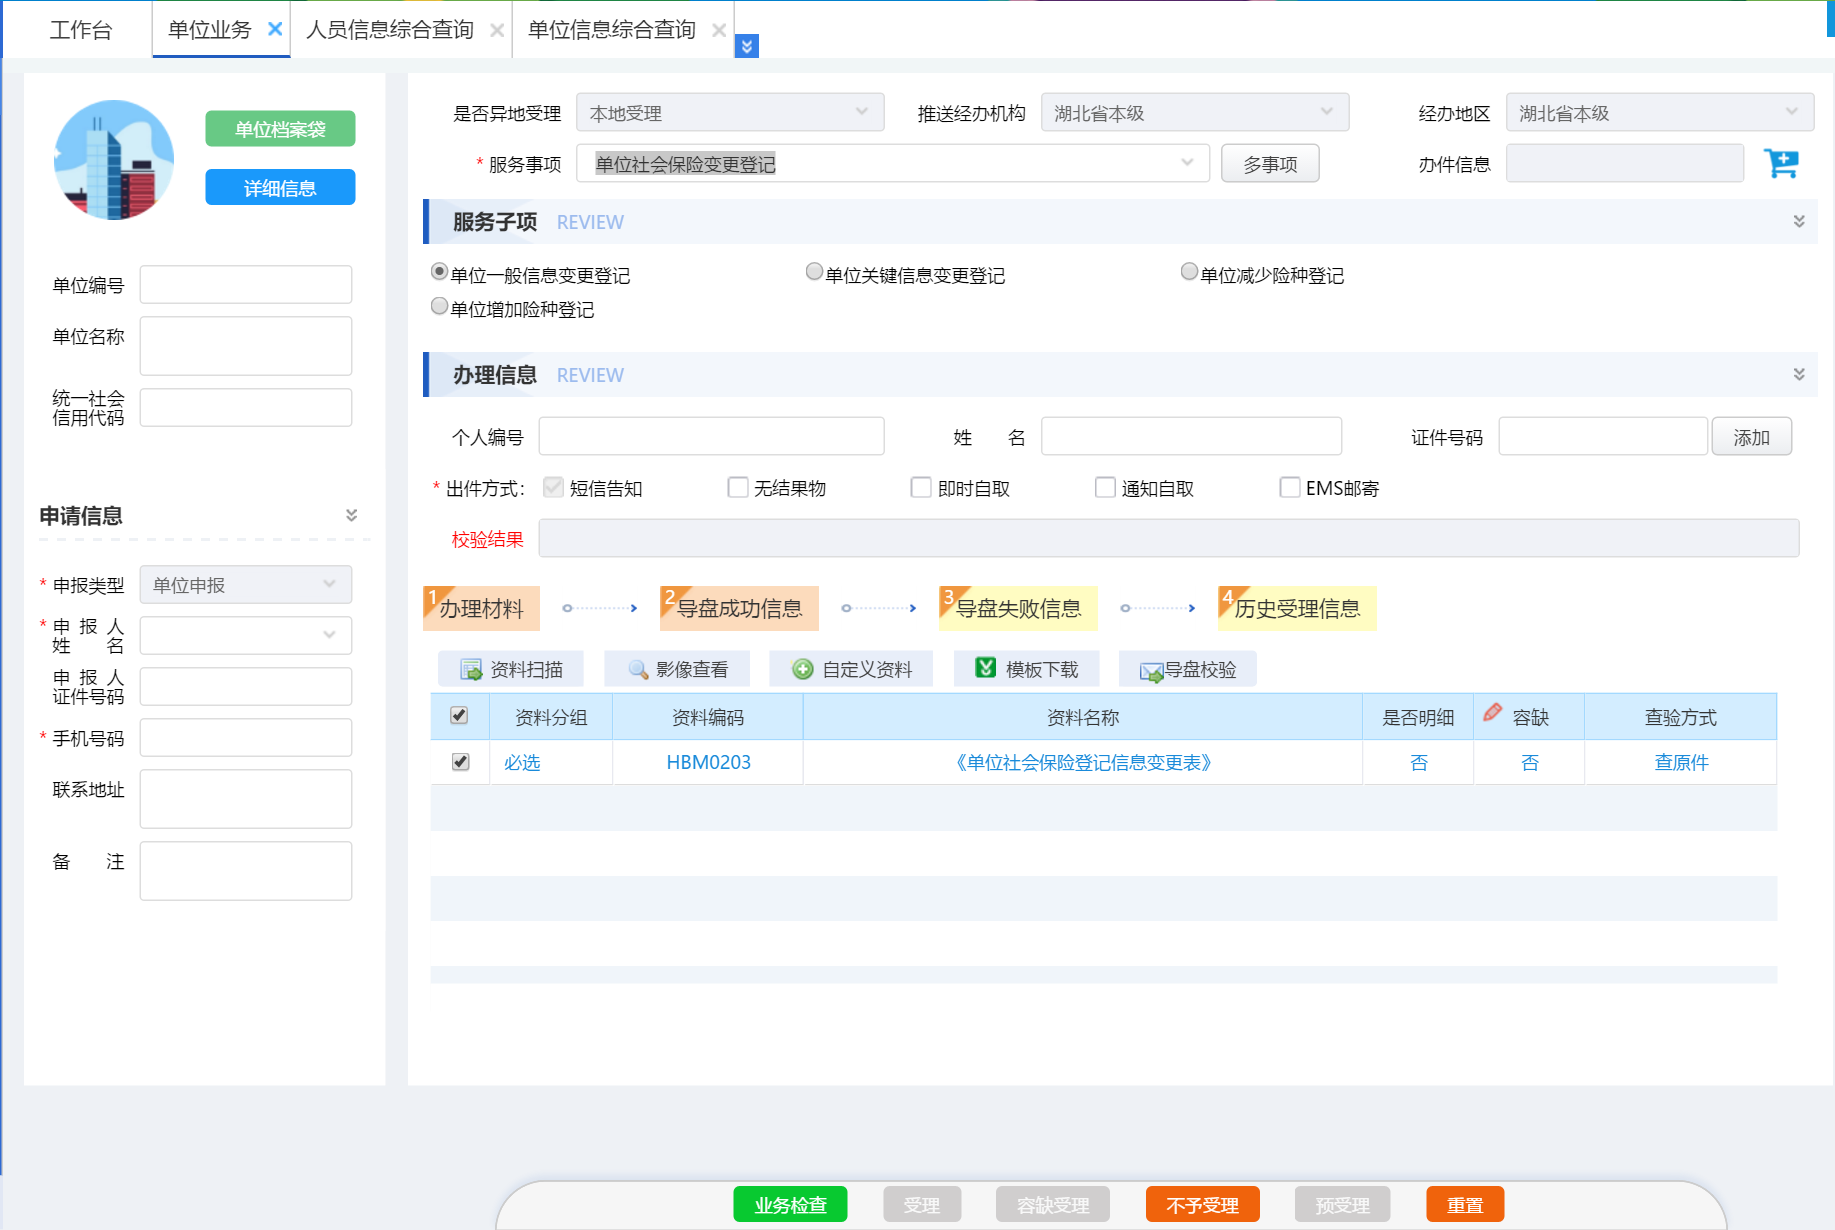 工作台 单位业务 人员信息综合查询 单位信息综合查询
单位档案袋
详细信息
单位编号
单位名称
统一社会
信用代码
申请信息
* 申报类型 单位申报
* 申报人
姓名
申报人
证件号码
* 手机号码
联系地址
备注
是否异地受理 本地受理 推送经办机构 湖北省本级 经办地区 湖北省本级
* 服务事项 单位社会保险变更登记 多事项 办件信息
服务子项 REVIEW
单位一般信息变更登记 单位关键信息变更登记 单位减少险种登记
单位增加险种登记
办理信息 REVIEW
个人编号 姓名 证件号码 添加
* 出件方式： 短信告知 无结果物 即时自取 通知自取 EMS邮寄
校验结果
1 办理材料 2 导盘成功信息 3 导盘失败信息 4 历史受理信息
资料扫描 影像查看 自定义资料 模板下载 导盘校验
资料分组 资料编码 资料名称 是否明细 容缺 查验方式
必选 HBM0203 《单位社会保险登记信息变更表》 否 否 查原件
业务检查 受理 容缺受理 不予受理 预受理 重置